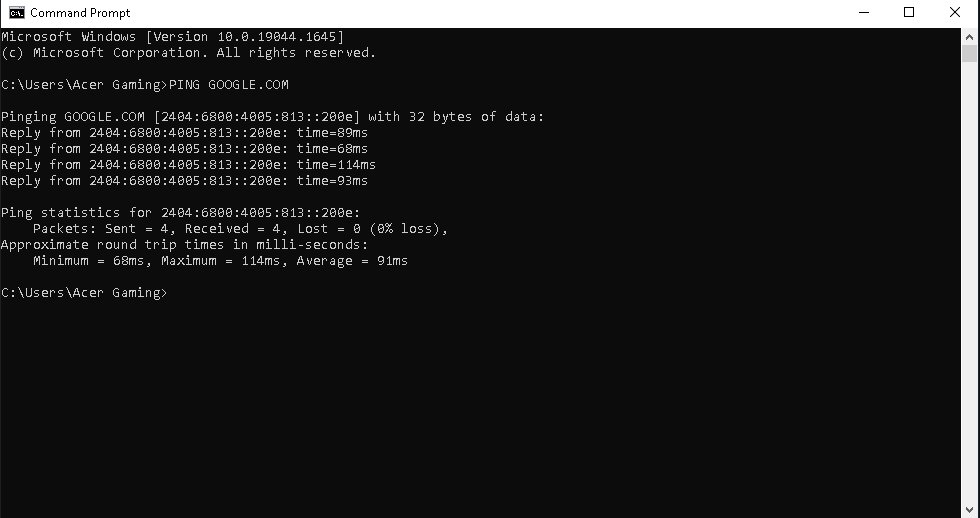 Command Prompt
Microsoft Windows [Version 10.0.19044.1645]
(c) Microsoft Corporation. All rights reserved.
C:\Users\Acer Gaming>PING GOOGLE.COM
Pinging GOOGLE.COM [2404:6800:4005:813::200e] with 32 bytes of data:
Reply from 2404:6800:4005:813::200e: time=89ms
Reply from 2404:6800:4005:813::200e: time=68ms
Reply from 2404:6800:4005:813::200e: time=114ms
Reply from 2404:6800:4005:813::200e: time=93ms
Ping statistics for 2404:6800:4005:813::200e:
Packets: Sent = 4, Received = 4, Lost = 0 (0% loss),
Approximate round trip times in milli-seconds:
Minimum = 68ms, Maximum = 114ms, Average = 91ms
C:\Users\Acer Gaming>